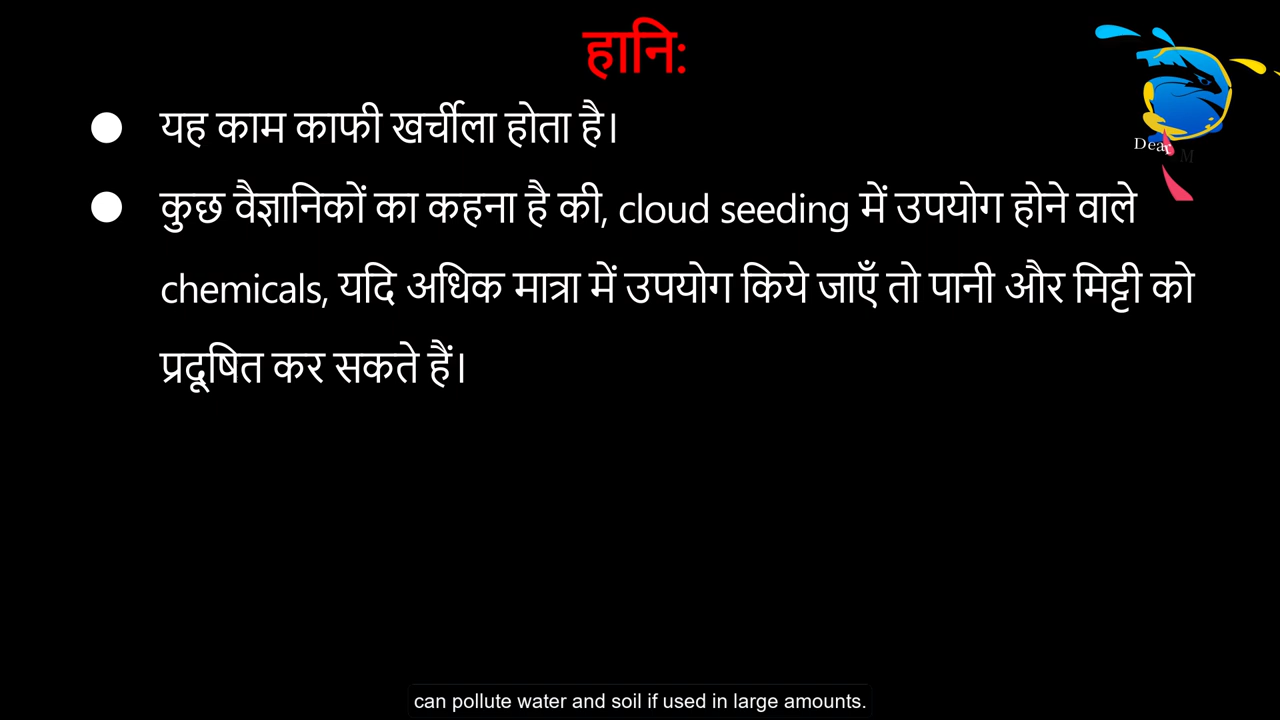 हानि:
● यह काम काफी खर्चीला होता है।
● कुछ वैज्ञानिकों का कहना है की, cloud seeding में उपयोग होने वाले
chemicals, यदि अधिक मात्रा में उपयोग किये जाएँ तो पानी और मिट्टी को
प्रदूषित कर सकते हैं।
Dear M
can pollute water and soil if used in large amounts.